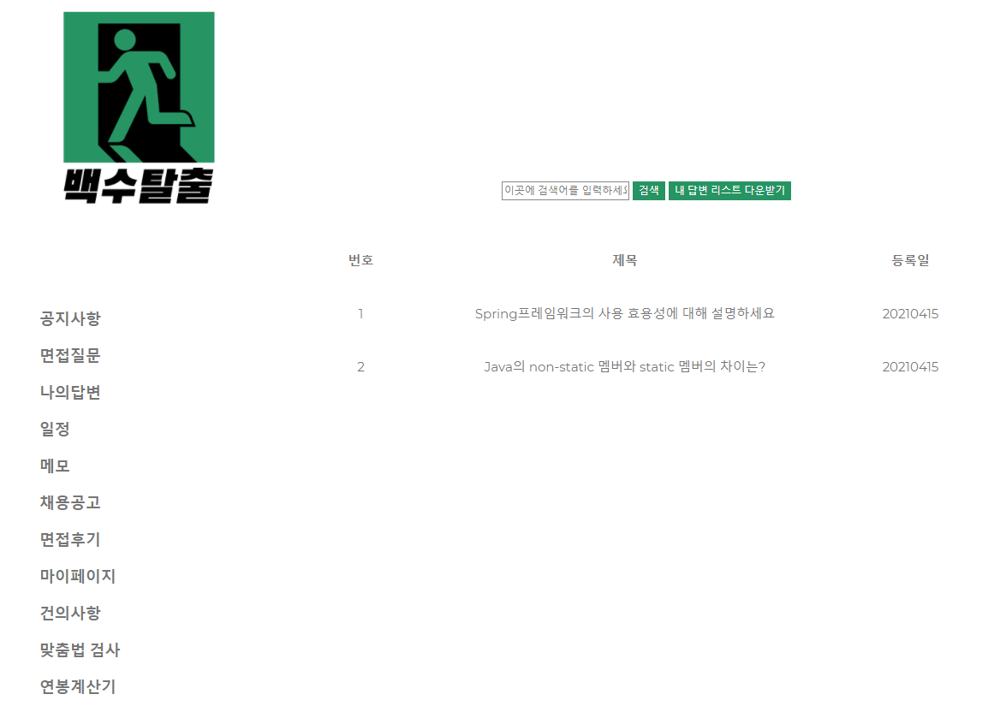 백수탈출
이곳에 검색어를 입력하세요 검색 내 답변 리스트 다운받기
번호 제목 등록일
1 Spring프레임워크의 사용 효용성에 대해 설명하세요 20210415
2 Java의 non-static 멤버와 static 멤버의 차이는? 20210415
공지사항
면접질문
나의답변
일정
메모
채용공고
면접후기
마이페이지
건의사항
맞춤법 검사
연봉계산기